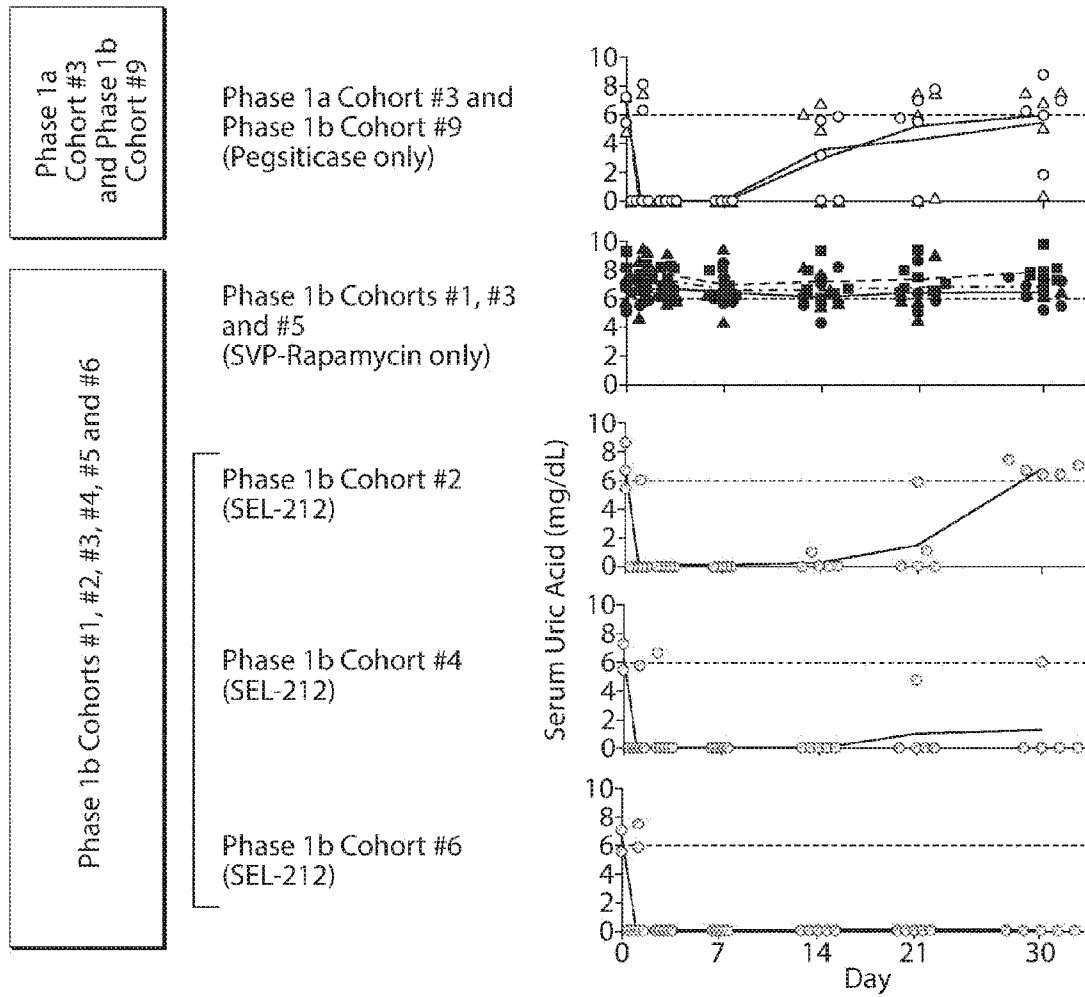 Phase 1a
Cohort #3
and Phase 1b
Cohort #9
Phase 1a Cohort #3 and
Phase 1b Cohort #9
(Pegsiticase only)
10
8
6
4
2
0
Phase 1b Cohorts #1, #2, #3, #4, #5 and #6
Phase 1b Cohorts #1, #3
and #5
(SVP-Rapamycin only)
10
8
6
4
2
0
Phase 1b Cohort #2
(SEL-212)
10
8
6
4
2
0
Phase 1b Cohort #4
(SEL-212)
10
8
6
4
2
0
Phase 1b Cohort #6
(SEL-212)
10
8
6
4
2
0
Serum Uric Acid (mg/dL)
0 7 14 21 30
Day